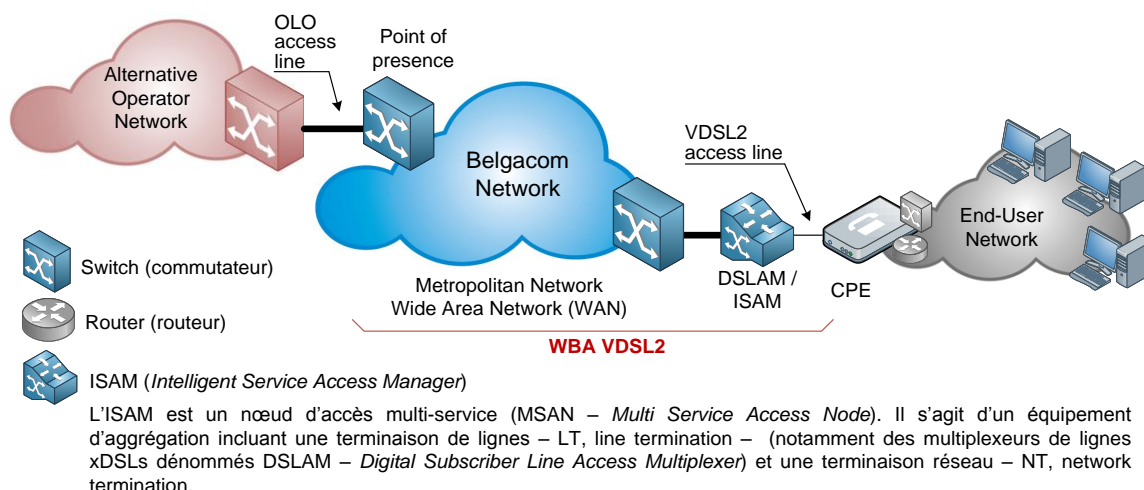 OLO
access
line
Point of
presence
Alternative
Operator
Network
VDSL2
access line
Belgacom
Network
End-User
Network
Switch (commutateur)
Metropolitan Network
Wide Area Network (WAN)
DSLAM /
ISAM
CPE
Router (routeur)
WBA VDSL2
ISAM (Intelligent Service Access Manager)
L'ISAM est un nœud d'accès multi-service (MSAN – Multi Service Access Node). Il s'agit d'un équipement
d'aggrégation incluant une terminaison de lignes – LT, line termination – (notamment des multiplexeurs de lignes
xDSLs dénommés DSLAM – Digital Subscriber Line Access Multiplexer) et une terminaison réseau – NT, network
termination.